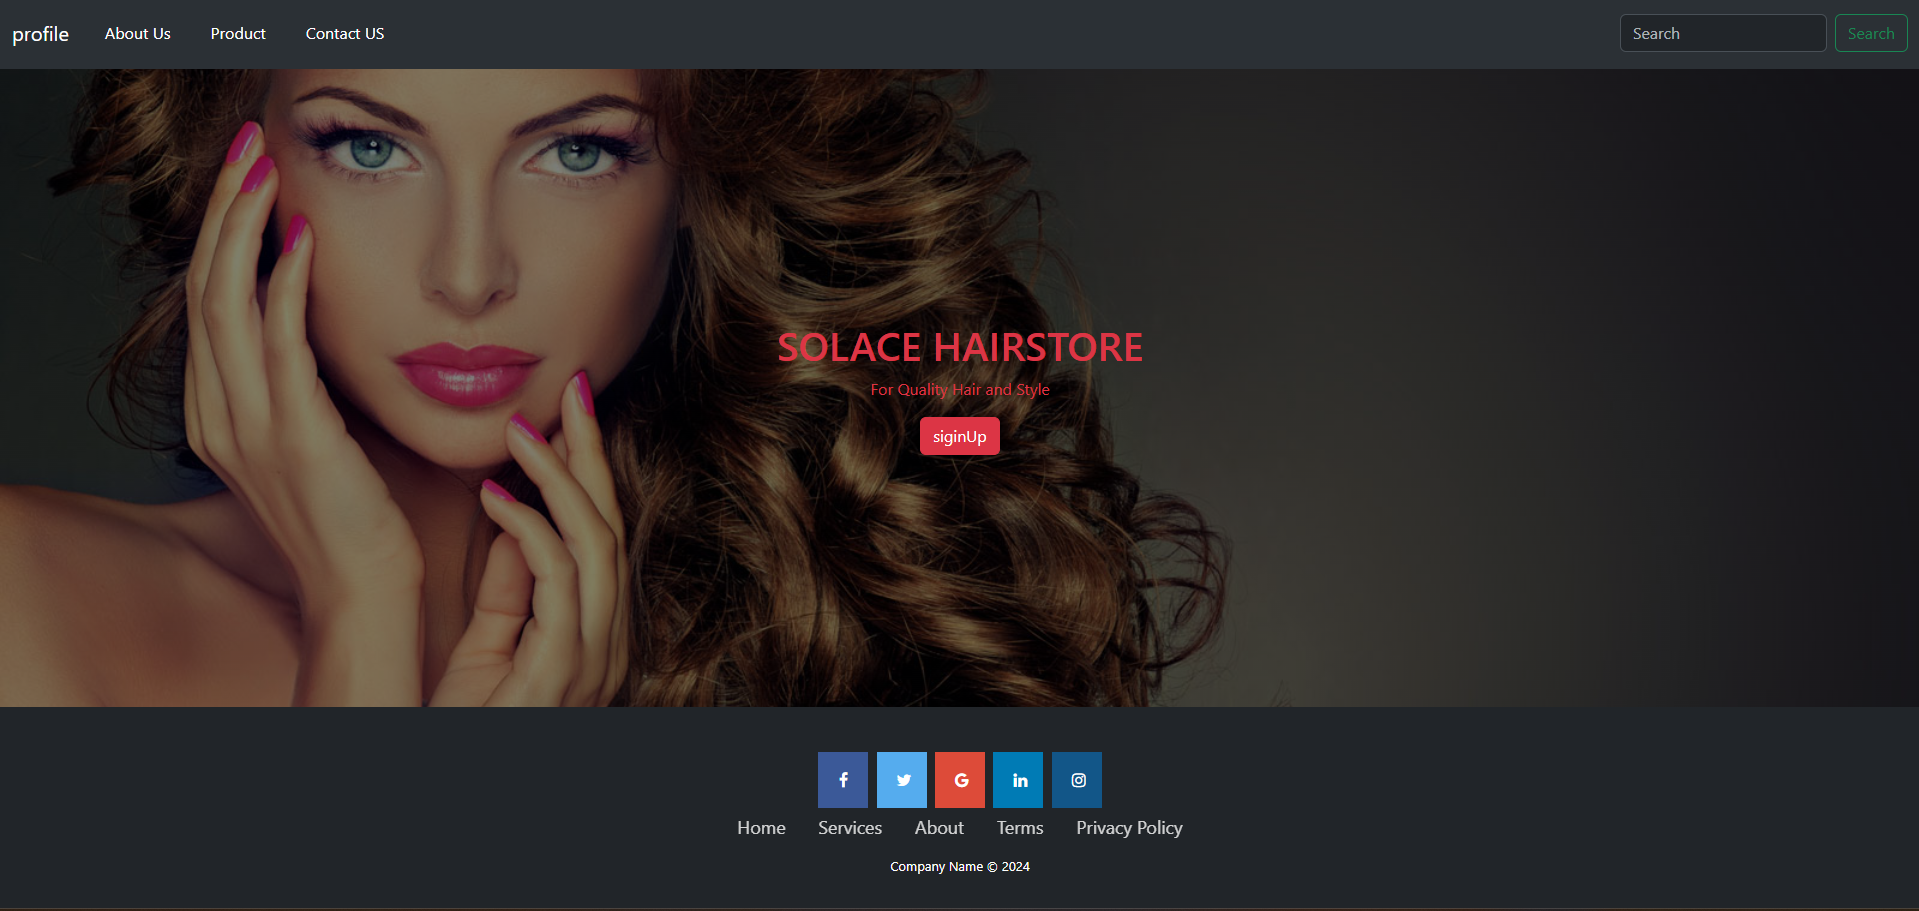 profile About Us Product Contact US Search Search
SOLACE HAIRSTORE
For Quality Hair and Style
siginUp
f G in
Home Services About Terms Privacy Policy
Company Name © 2024